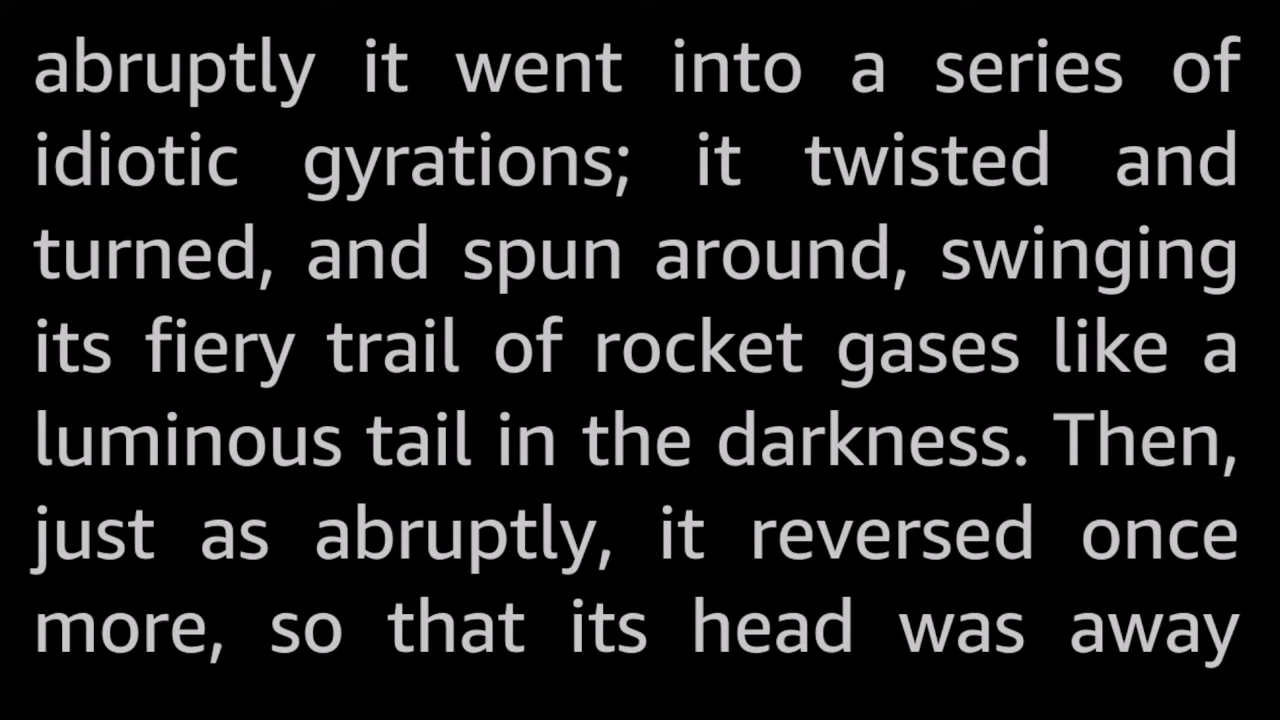 abruptly it went into a series of
idiotic gyrations; it twisted and
turned, and spun around, swinging
its fiery trail of rocket gases like a
luminous tail in the darkness. Then,
just as abruptly, it reversed once
more, so that its head was away